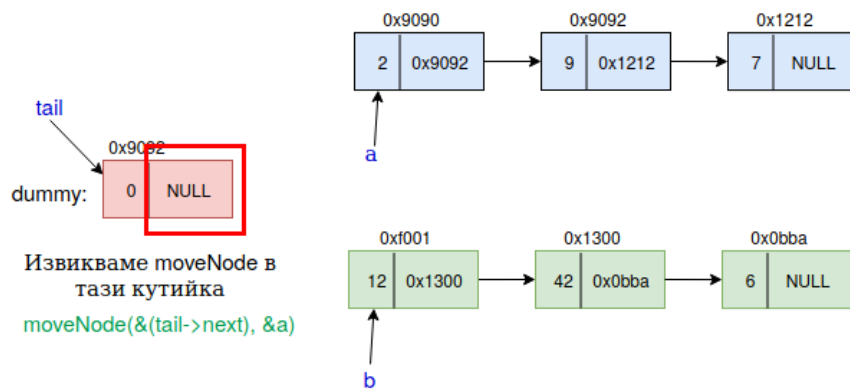 0x9090 0x9092 0x1212
2 0x9092 9 0x1212 7 NULL
a
tail
0x9092
dummy: 0 NULL
Извикваме moveNode в
тази кутийка
moveNode(&(tail->next), &a)
0xf001 0x1300 0x0bba
12 0x1300 42 0x0bba 6 NULL
b